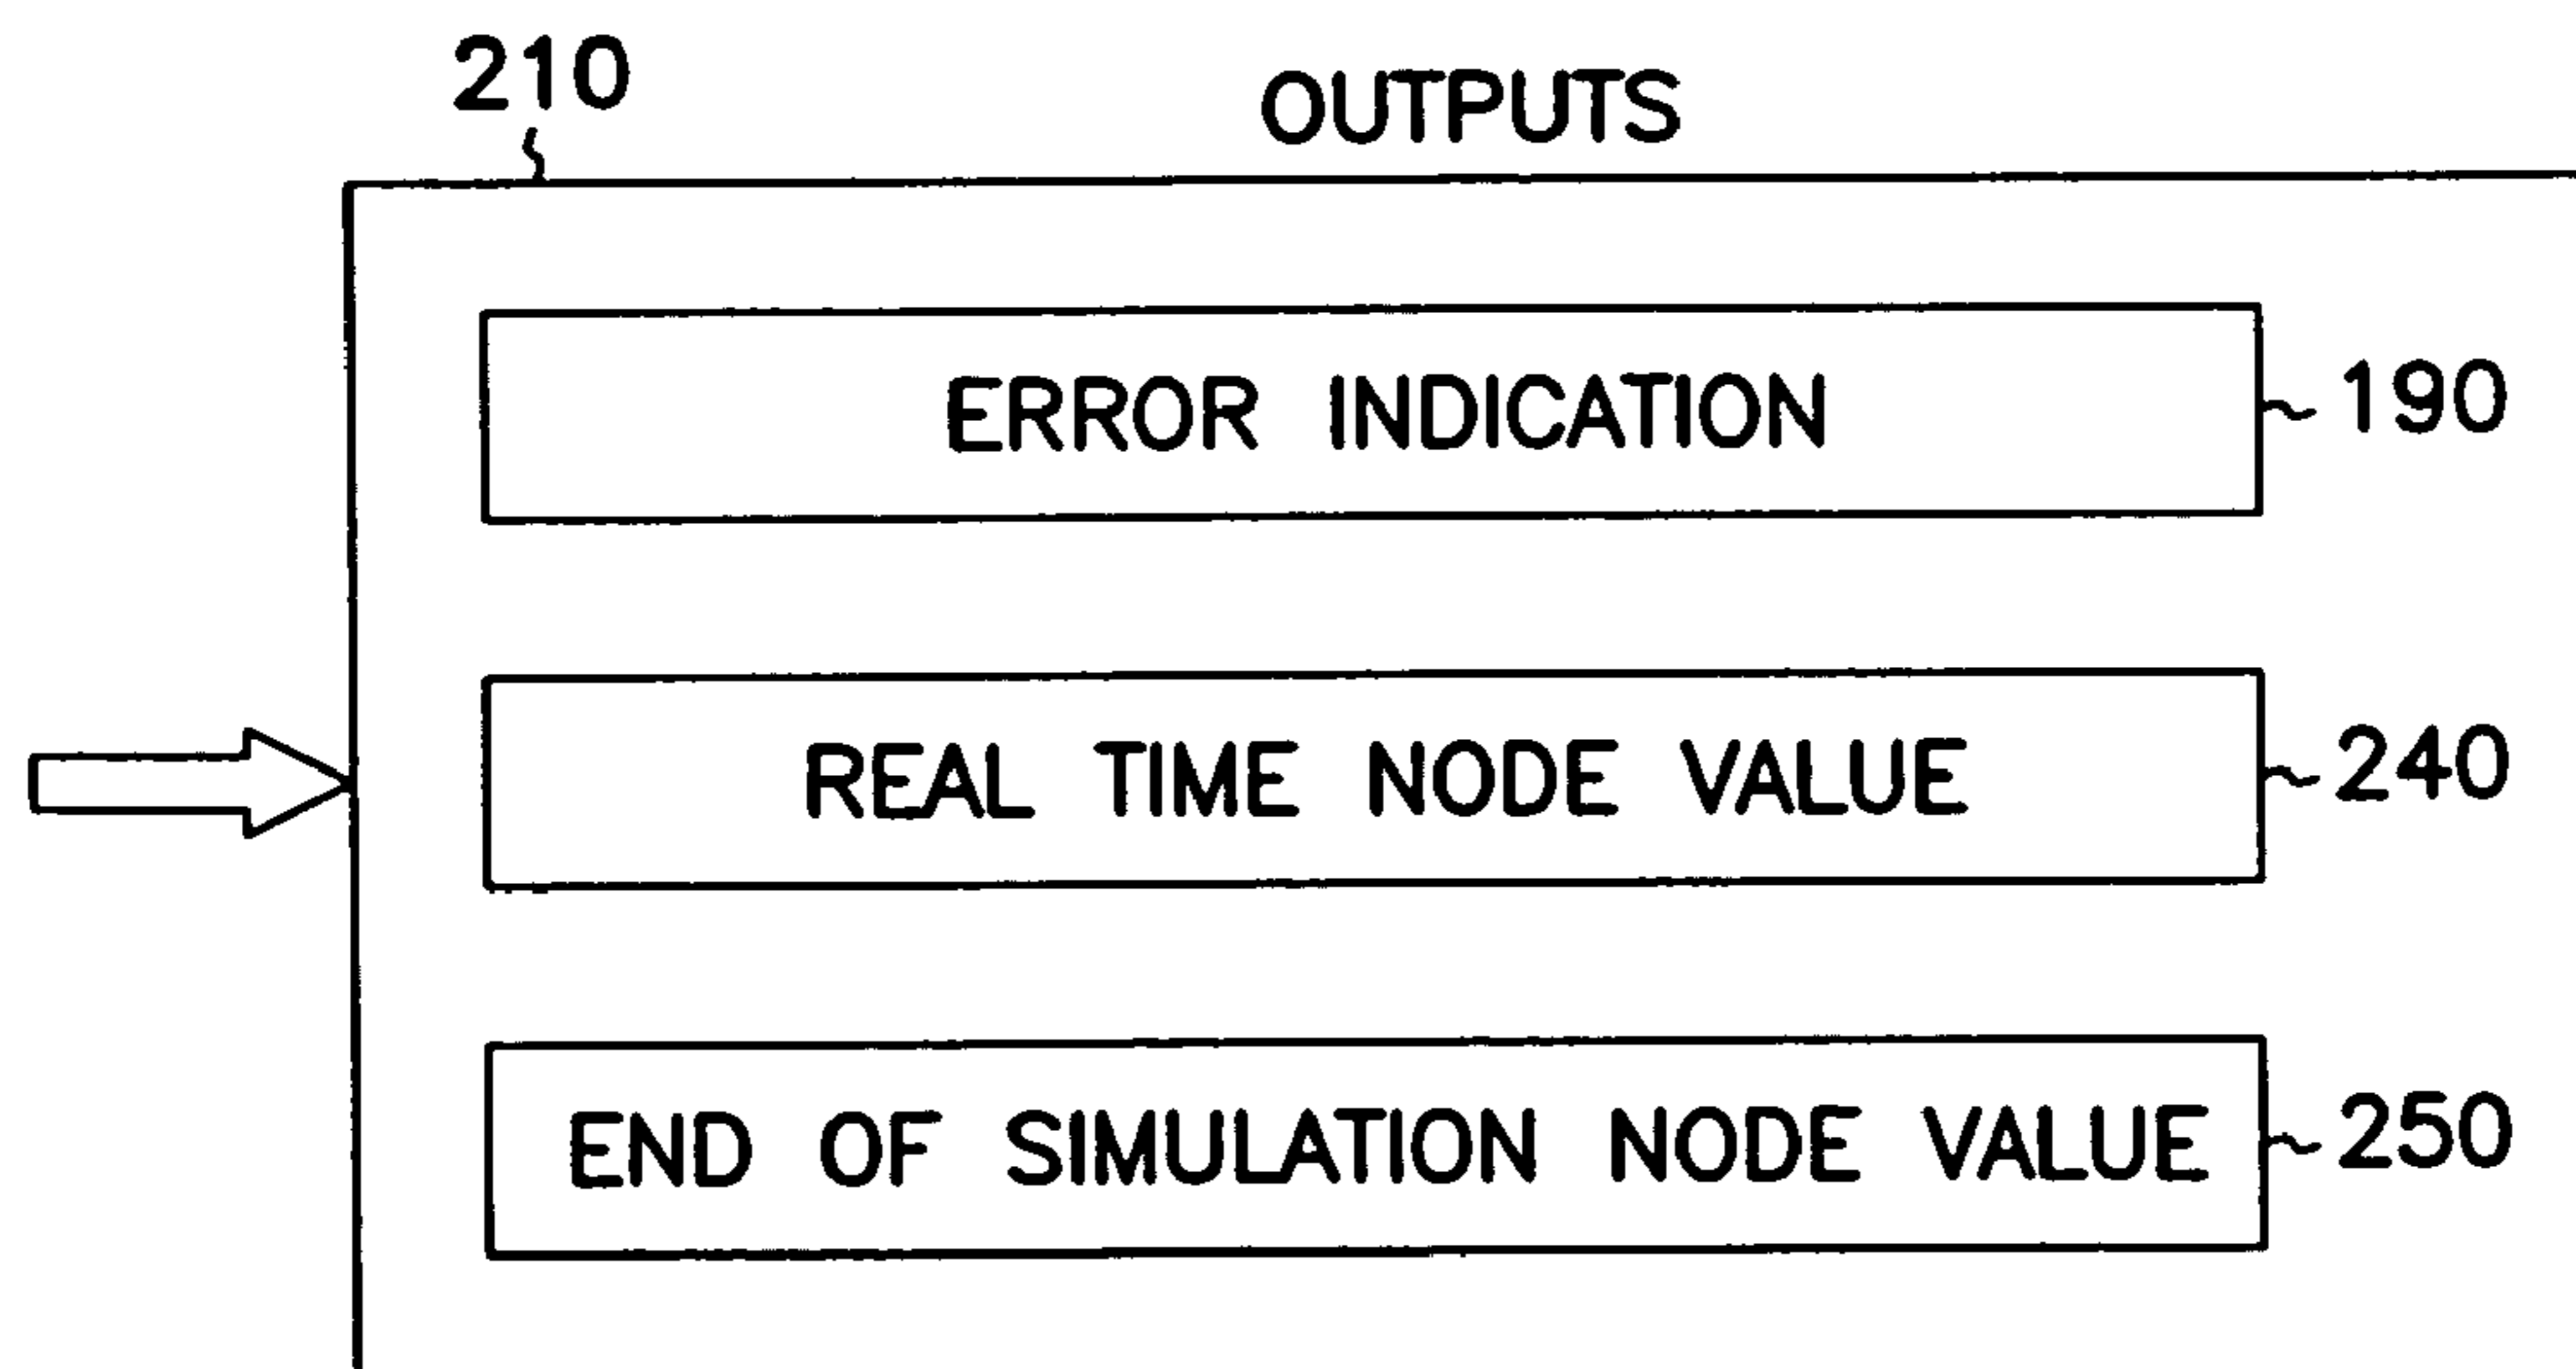 210
OUTPUTS
ERROR INDICATION
190
REAL TIME NODE VALUE
240
END OF SIMULATION NODE VALUE
250